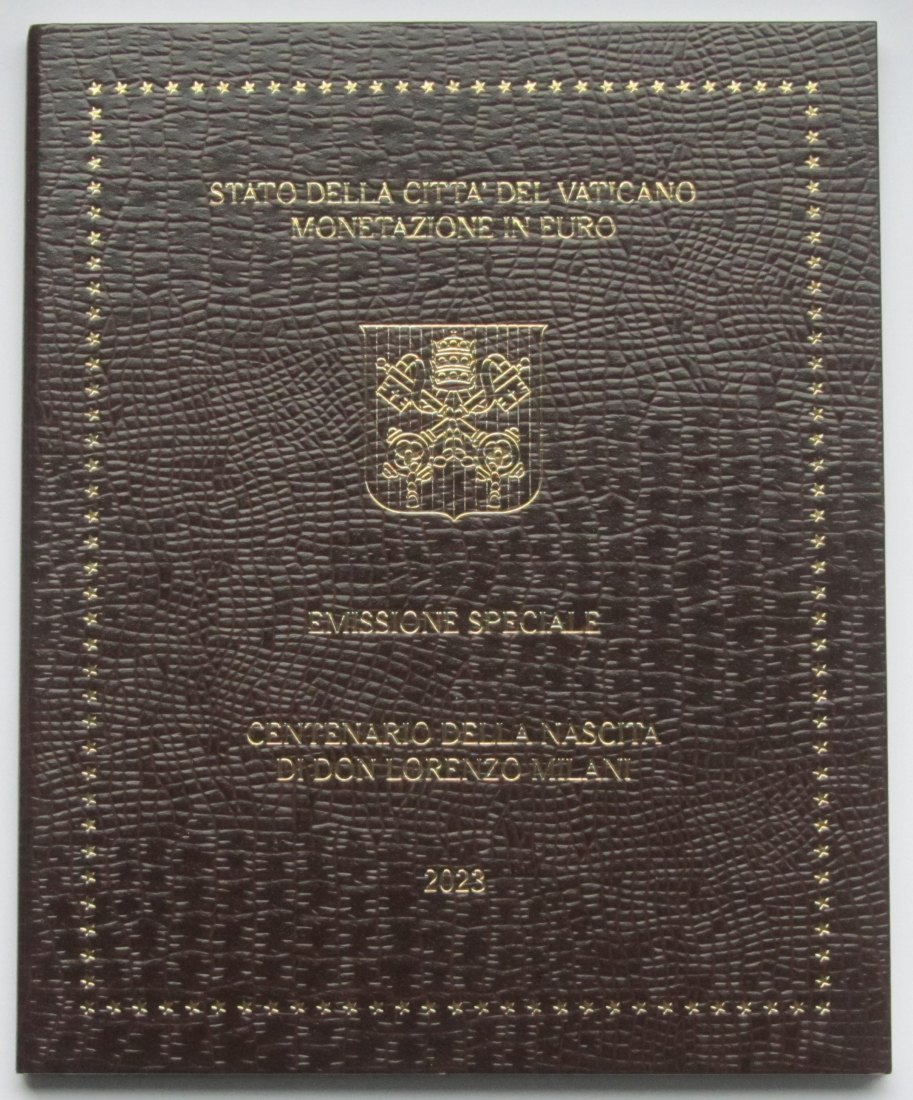 STATO DELLA CITTA' DEL VATICANO
MONETAZIONE IN EURO
EMISSIONE SPECIALE
CENTENARIO DELLA NASCITA
DI DON LORENZO MILANI
2023